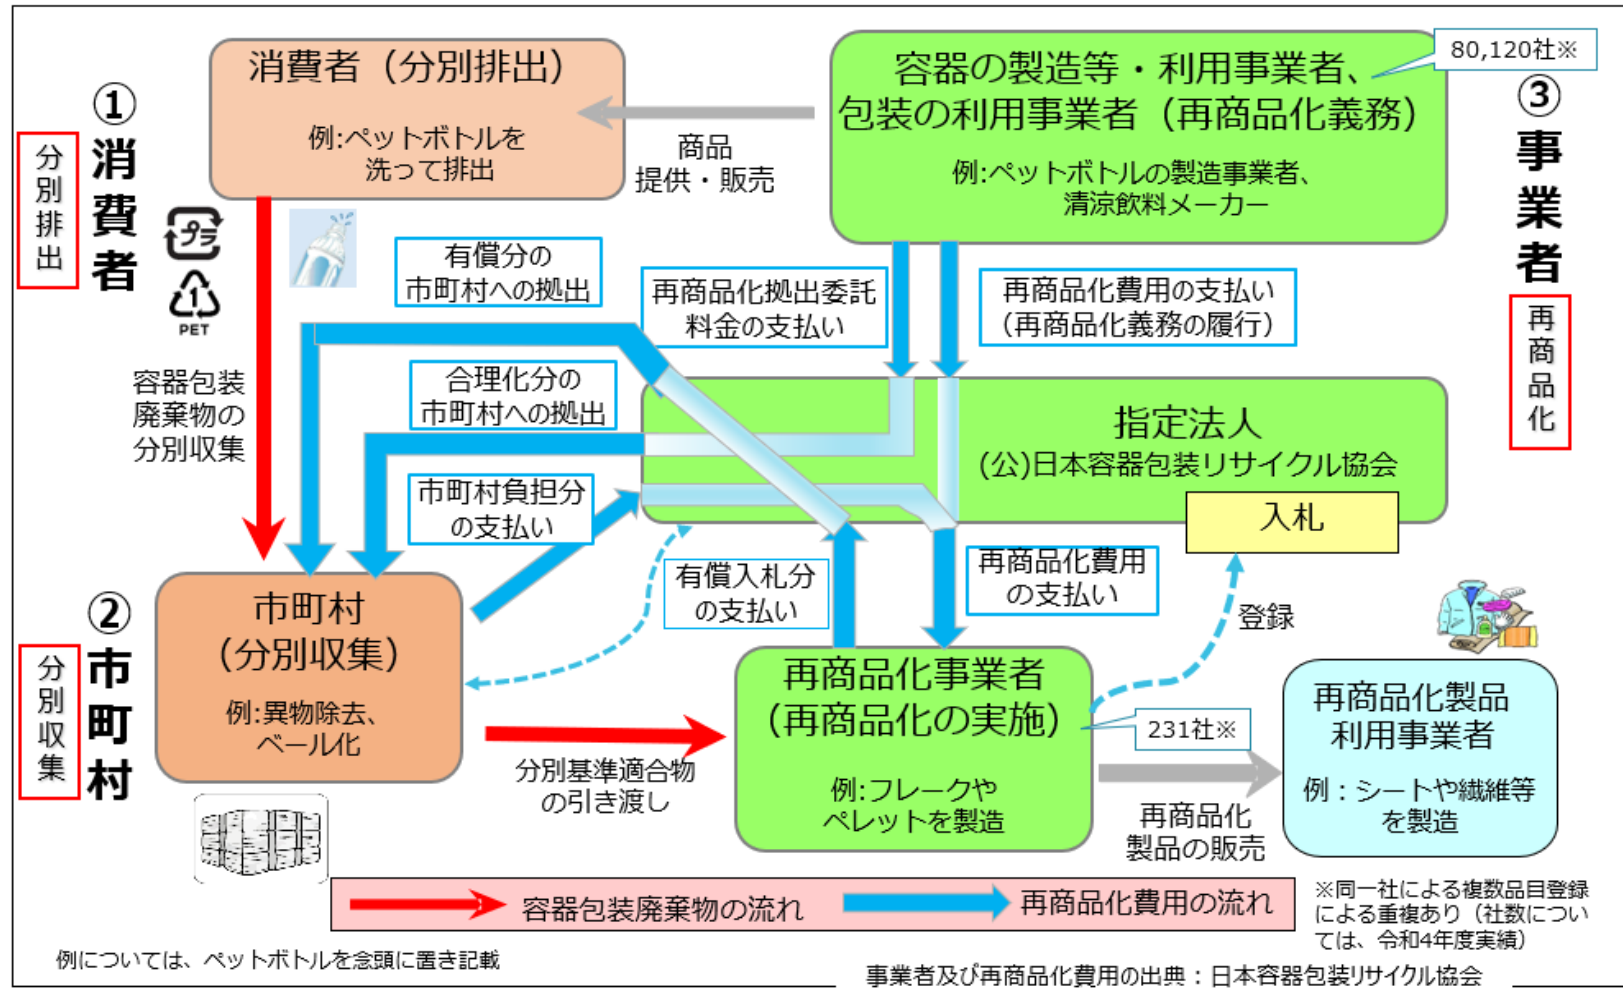 消費者（分別排出）
例:ペットボトルを
洗って排出
容器の製造等・利用事業者、
包装の利用事業者（再商品化義務）
例:ペットボトルの製造事業者、
清涼飲料メーカー
80,120社※
①消費者
分別排出
③事業者
再商品化
商品
提供・販売
プラ
1
PET
容器包装
廃棄物の
分別収集
有償分の
市町村への拠出
再商品化拠出委託
料金の支払い
再商品化費用の支払い
（再商品化義務の履行）
合理化分の
市町村への拠出
指定法人
(公)日本容器包装リサイクル協会
市町村負担分
の支払い
入札
有償入札分
の支払い
再商品化費用
の支払い
登録
②市町村
分別収集
市町村
（分別収集）
例:異物除去、
ベール化
分別基準適合物
の引き渡し
再商品化事業者
（再商品化の実施）
例:フレークや
ペレットを製造
231社※
再商品化
製品の販売
再商品化製品
利用事業者
例：シートや繊維等
を製造
容器包装廃棄物の流れ
再商品化費用の流れ
※同一社による複数品目登録
による重複あり（社数につい
ては、令和4年度実績）
例については、ペットボトルを念頭に置き記載
事業者及び再商品化費用の出典：日本容器包装リサイクル協会